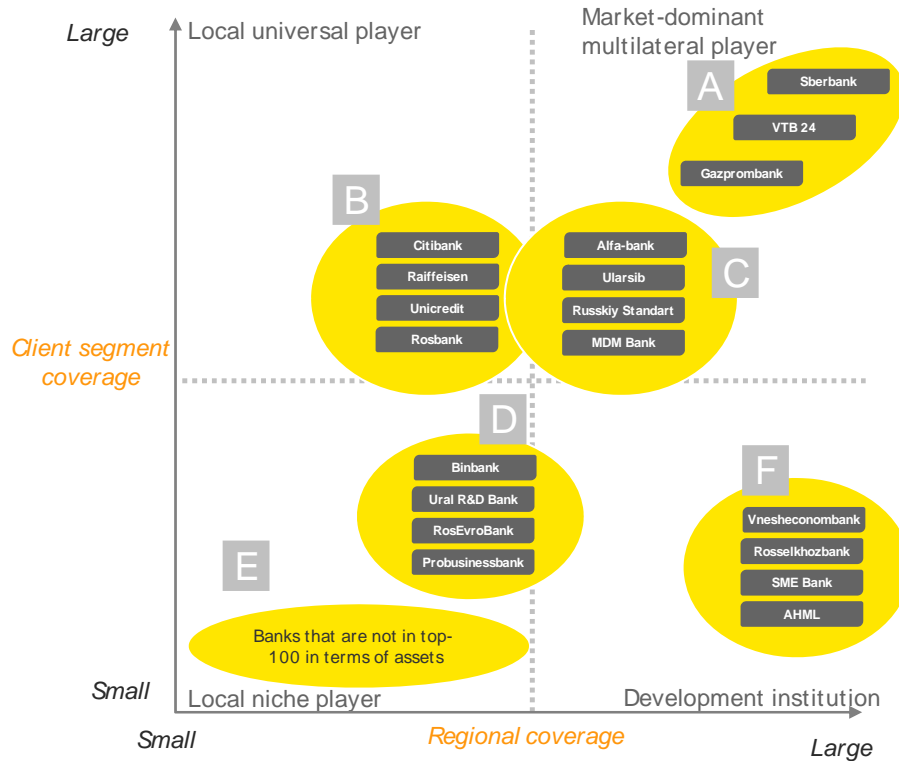 Large
Local universal player
Market-dominant
multilateral player
A
Sberbank
VTB 24
Gazprombank
B
Citibank
Raiffeisen
Unicredit
Rosbank
Alfa-bank
Ularsib
Russkiy Standart
MDM Bank
C
Client segment
coverage
D
Binbank
Ural R&D Bank
RosEvroBank
Probusinessbank
F
Vnesheconombank
Rosselkhozbank
SME Bank
AHML
E
Banks that are not in top-
100 in terms of assets
Small
Local niche player
Development institution
Small
Regional coverage
Large